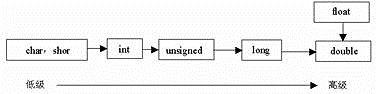 float
char, shor int unsigned long double
低级 高级